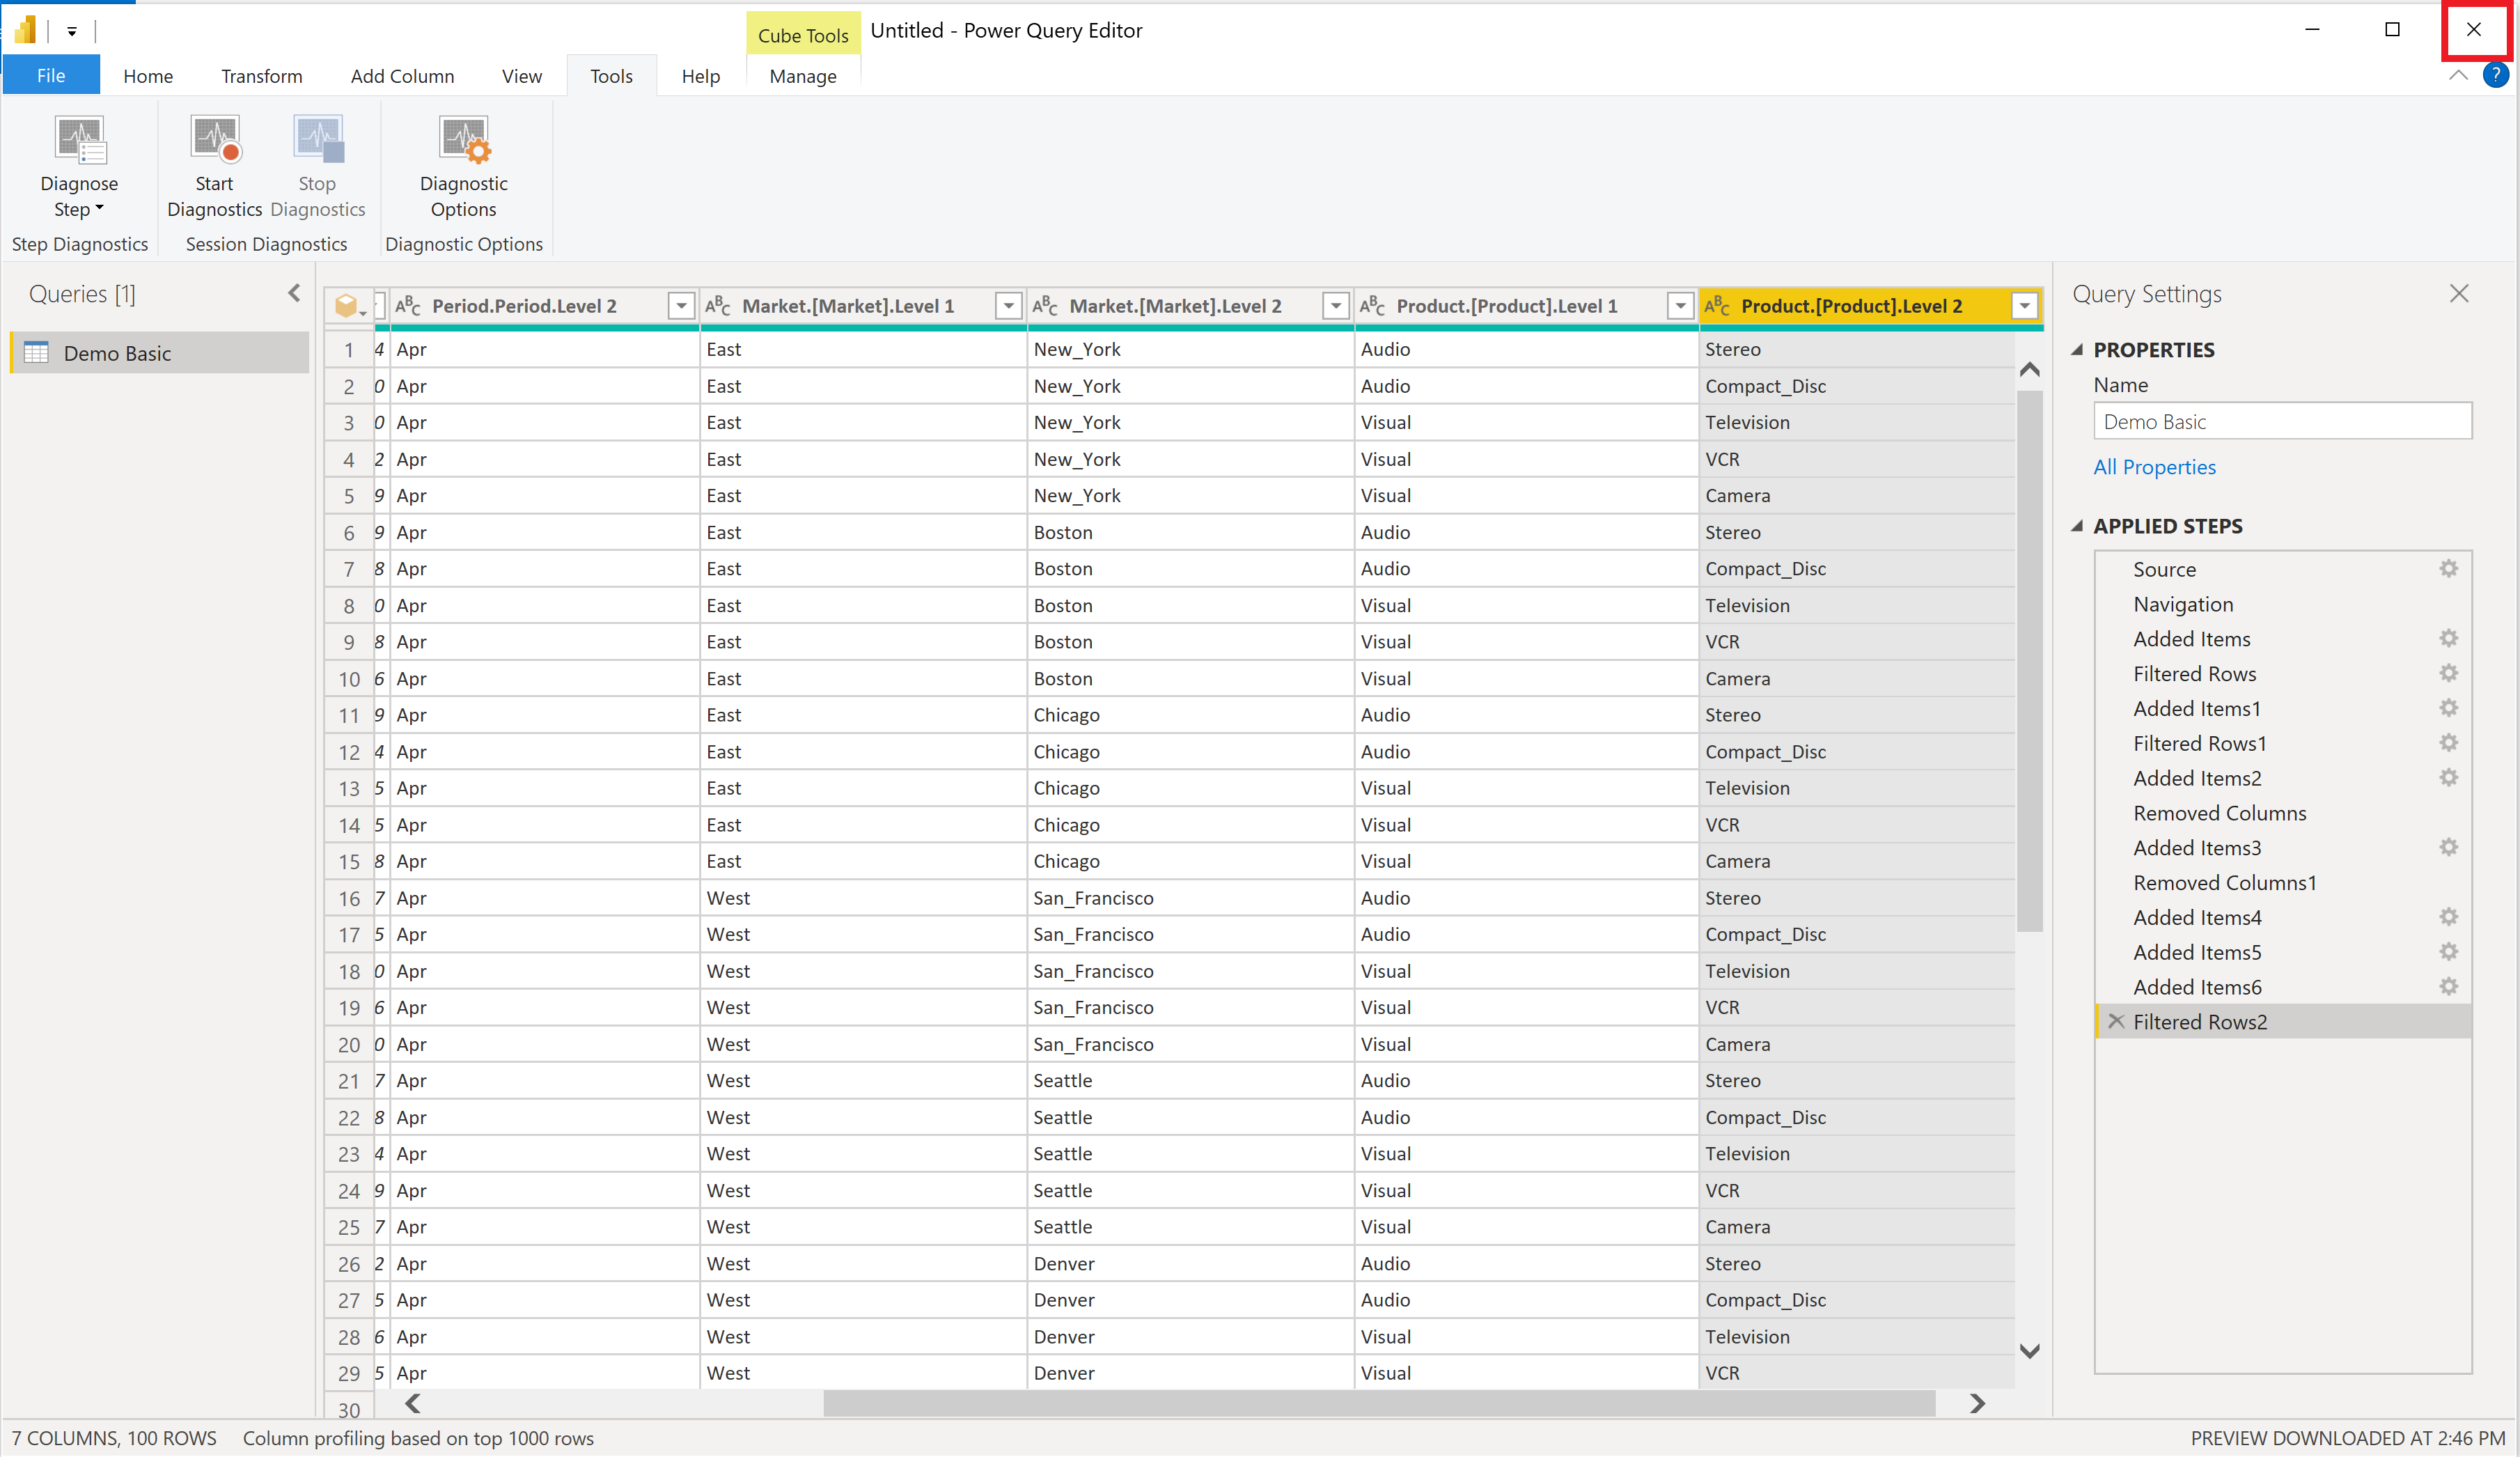 Cube Tools
Untitled - Power Query Editor
File Home Transform Add Column View Tools Help Manage
?
Diagnose Step
Start Diagnostics
Stop Diagnostics
Diagnostic Options
Step Diagnostics
Session Diagnostics
Diagnostic Options
Queries [1]
Demo Basic
ABC Period.Period.Level 2 ABC Market.[Market].Level 1 ABC Market.[Market].Level 2 ABC Product.[Product].Level 1 ABC Product.[Product].Level 2
1 4 Apr East New_York Audio Stereo
2 0 Apr East New_York Audio Compact_Disc
3 0 Apr East New_York Visual Television
4 2 Apr East New_York Visual VCR
5 9 Apr East New_York Visual Camera
6 9 Apr East Boston Audio Stereo
7 8 Apr East Boston Audio Compact_Disc
8 0 Apr East Boston Visual Television
9 8 Apr East Boston Visual VCR
10 6 Apr East Boston Visual Camera
11 9 Apr East Chicago Audio Stereo
12 4 Apr East Chicago Audio Compact_Disc
13 5 Apr East Chicago Visual Television
14 5 Apr East Chicago Visual VCR
15 8 Apr East Chicago Visual Camera
16 7 Apr West San_Francisco Audio Stereo
17 5 Apr West San_Francisco Audio Compact_Disc
18 0 Apr West San_Francisco Visual Television
19 6 Apr West San_Francisco Visual VCR
20 0 Apr West San_Francisco Visual Camera
21 7 Apr West Seattle Audio Stereo
22 8 Apr West Seattle Audio Compact_Disc
23 4 Apr West Seattle Visual Television
24 9 Apr West Seattle Visual VCR
25 7 Apr West Seattle Visual Camera
26 2 Apr West Denver Audio Stereo
27 5 Apr West Denver Audio Compact_Disc
28 6 Apr West Denver Visual Television
29 5 Apr West Denver Visual VCR
30
Query Settings
PROPERTIES
Name
Demo Basic
All Properties
APPLIED STEPS
Source
Navigation
Added Items
Filtered Rows
Added Items1
Filtered Rows1
Added Items2
Removed Columns
Added Items3
Removed Columns1
Added Items4
Added Items5
Added Items6
Filtered Rows2
7 COLUMNS, 100 ROWS Column profiling based on top 1000 rows
PREVIEW DOWNLOADED AT 2:46 PM